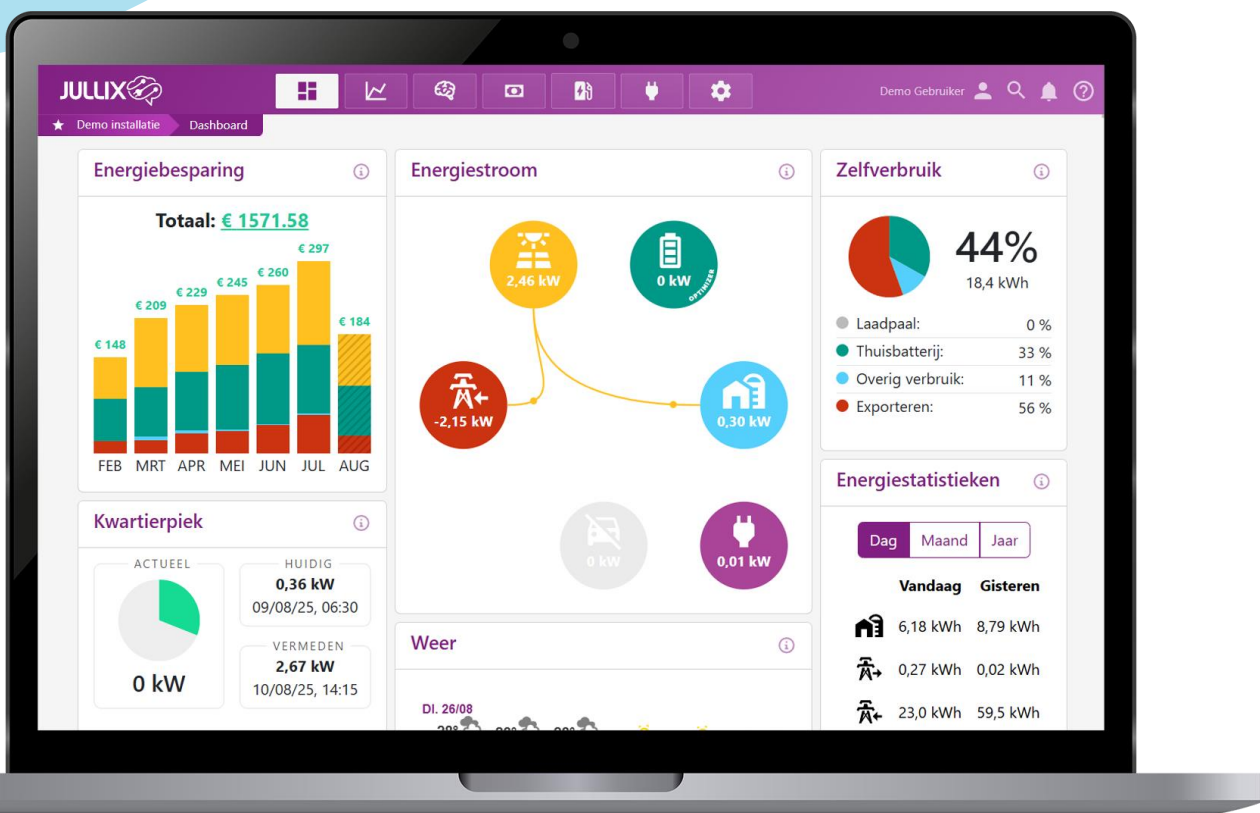 JULLIX
Demo Gebruiker
Demo installatie
Dashboard
Energiebesparing
Totaal: € 1571.58
€ 148
€ 209
€ 229
€ 245
€ 260
€ 297
€ 184
FEB MRT APR MEI JUN JUL AUG
Kwartierpiek
ACTUEEL
0 kW
HUIDIG
0,36 kW
09/08/25, 06:30
VERMEDEN
2,67 kW
10/08/25, 14:15
Energiestroom
2,46 kW
0 kW
OPTIMIZER
-2,15 kW
0,30 kW
0 kW
0,01 kW
Weer
DI. 26/08
Zelfverbruik
44%
18,4 kWh
Laadpaal: 0 %
Thuisbatterij: 33 %
Overig verbruik: 11 %
Exporteren: 56 %
Energiestatistieken
Dag Maand Jaar
Vandaag Gisteren
6,18 kWh 8,79 kWh
0,27 kWh 0,02 kWh
23,0 kWh 59,5 kWh